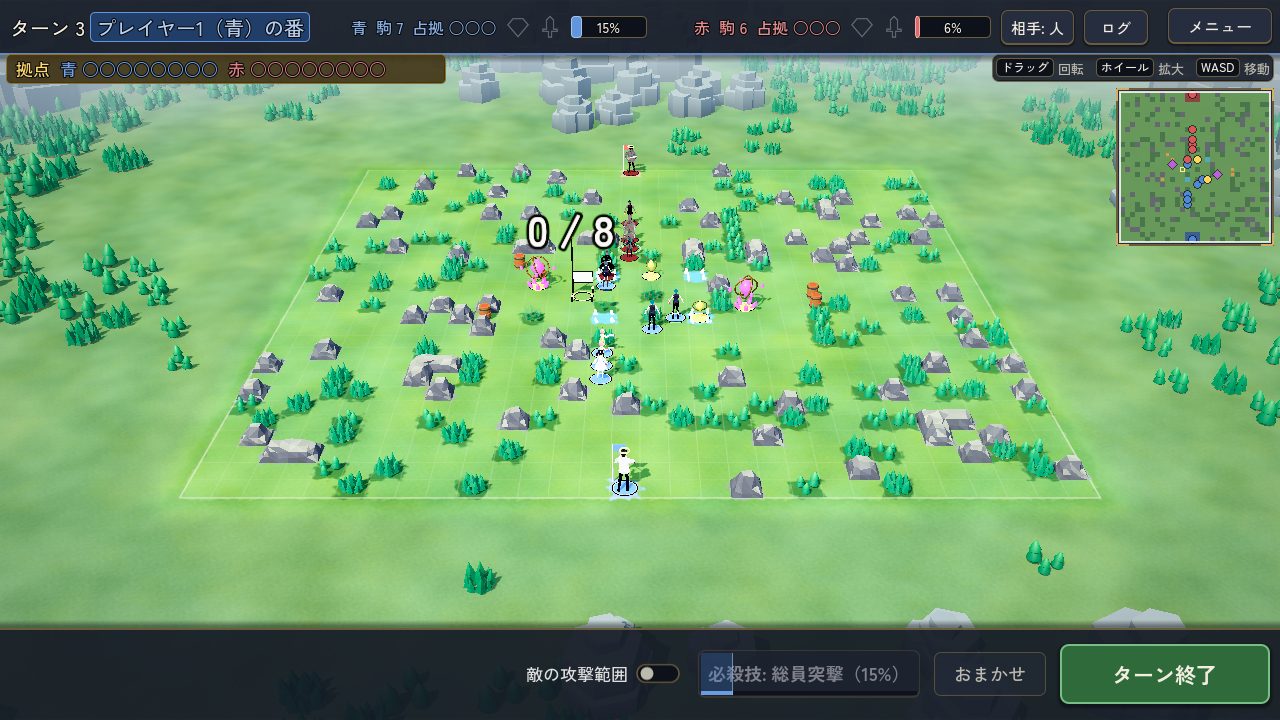 ターン 3 プレイヤー1（青）の番 青 駒 7 占拠 〇〇〇 15% 赤 駒 6 占拠 〇〇〇 6% 相手: 人 ログ メニュー
拠点 青 〇〇〇〇〇〇〇〇 赤 〇〇〇〇〇〇〇〇 ドラッグ 回転 ホイール 拡大 WASD 移動
0 / 8
敵の攻撃範囲 必殺技: 総員突撃（15%） おまかせ ターン終了